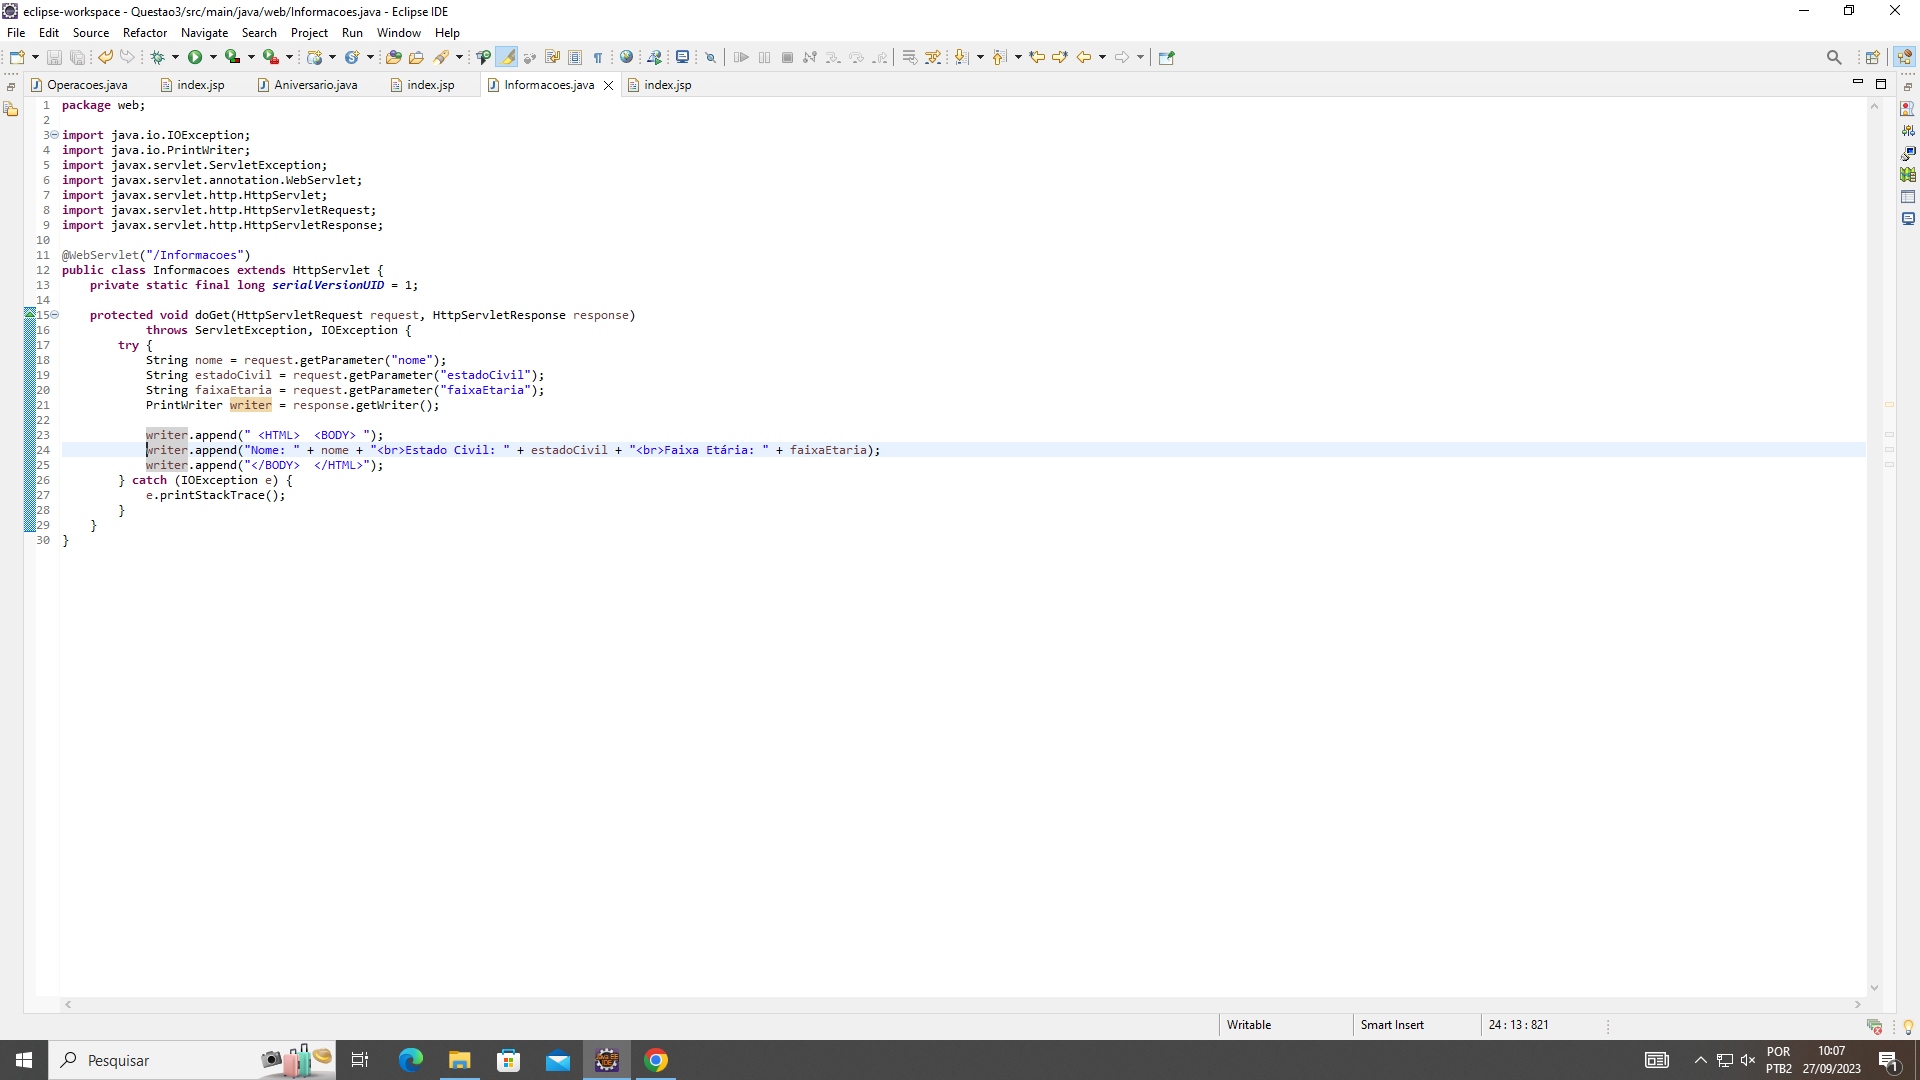 eclipse-workspace - Questao3/src/main/java/web/Informacoes.java - Eclipse IDE
File Edit Source Refactor Navigate Search Project Run Window Help
Operacoes.java index.jsp Aniversario.java index.jsp Informacoes.java index.jsp
1 package web;
2
3 import java.io.IOException;
4 import java.io.PrintWriter;
5 import javax.servlet.ServletException;
6 import javax.servlet.annotation.WebServlet;
7 import javax.servlet.http.HttpServlet;
8 import javax.servlet.http.HttpServletRequest;
9 import javax.servlet.http.HttpServletResponse;
10
11 @WebServlet("/Informacoes")
12 public class Informacoes extends HttpServlet {
13     private static final long serialVersionUID = 1;
14
15     protected void doGet(HttpServletRequest request, HttpServletResponse response)
16             throws ServletException, IOException {
17         try {
18             String nome = request.getParameter("nome");
19             String estadoCivil = request.getParameter("estadoCivil");
20             String faixaEtaria = request.getParameter("faixaEtaria");
21             PrintWriter writer = response.getWriter();
22
23             writer.append(" <HTML>  <BODY> ");
24             writer.append("Nome: " + nome + "<br>Estado Civil: " + estadoCivil + "<br>Faixa Etária: " + faixaEtaria);
25             writer.append("</BODY>  </HTML>");
26         } catch (IOException e) {
27             e.printStackTrace();
28         }
29     }
30 }
Writable Smart Insert 24 : 13 : 821
Pesquisar
POR 10:07
PTB2 27/09/2023
1